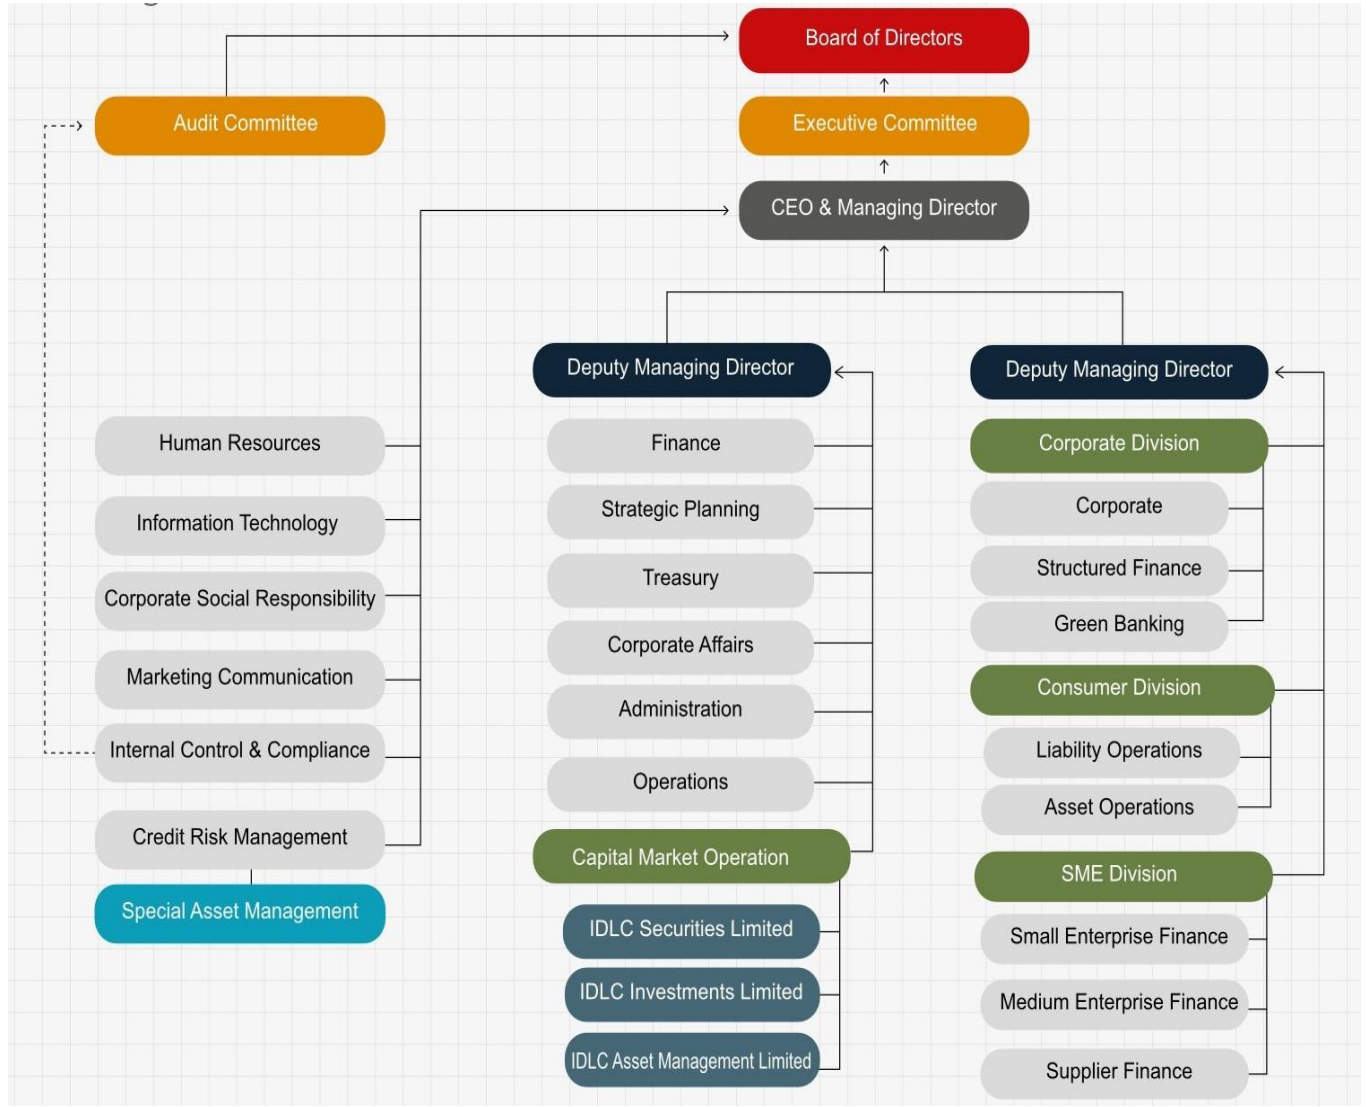 Board of Directors
Audit Committee
Executive Committee
CEO & Managing Director
Deputy Managing Director
Deputy Managing Director
Human Resources
Information Technology
Corporate Social Responsibility
Marketing Communication
Internal Control & Compliance
Credit Risk Management
Special Asset Management
Finance
Strategic Planning
Treasury
Corporate Affairs
Administration
Operations
Capital Market Operation
IDLC Securities Limited
IDLC Investments Limited
IDLC Asset Management Limited
Corporate Division
Corporate
Structured Finance
Green Banking
Consumer Division
Liability Operations
Asset Operations
SME Division
Small Enterprise Finance
Medium Enterprise Finance
Supplier Finance